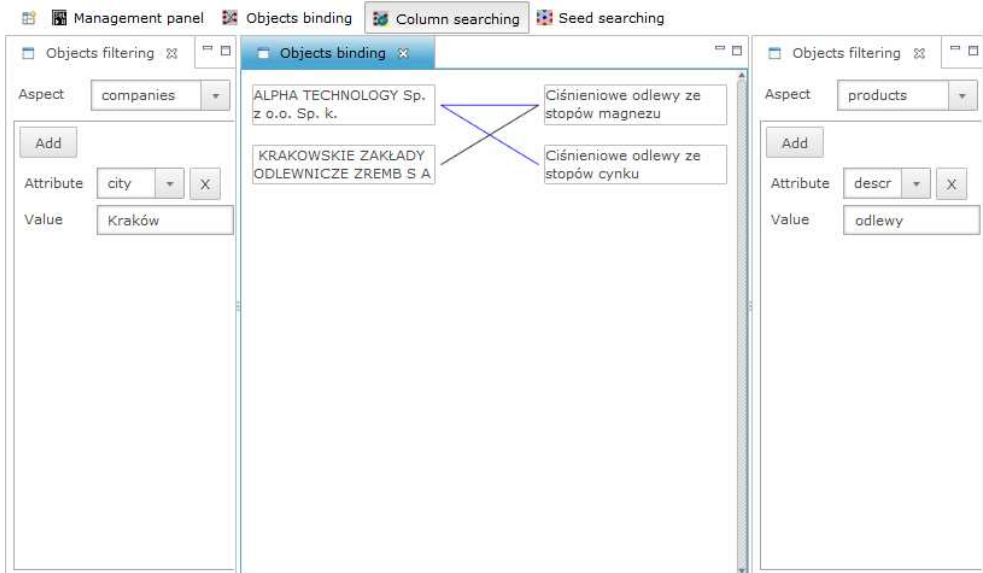 Management panel Objects binding Column searching Seed searching
Objects filtering
Aspect companies
Add
Attribute city X
Value Kraków
Objects binding
ALPHA TECHNOLOGY Sp.
z o.o. Sp. k.
KRAKOWSKIE ZAKŁADY
ODLEWNICZE ZREMB S A
Ciśnieniowe odlewy ze
stopów magnezu
Ciśnieniowe odlewy ze
stopów cynku
Objects filtering
Aspect products
Add
Attribute descr X
Value odlewy